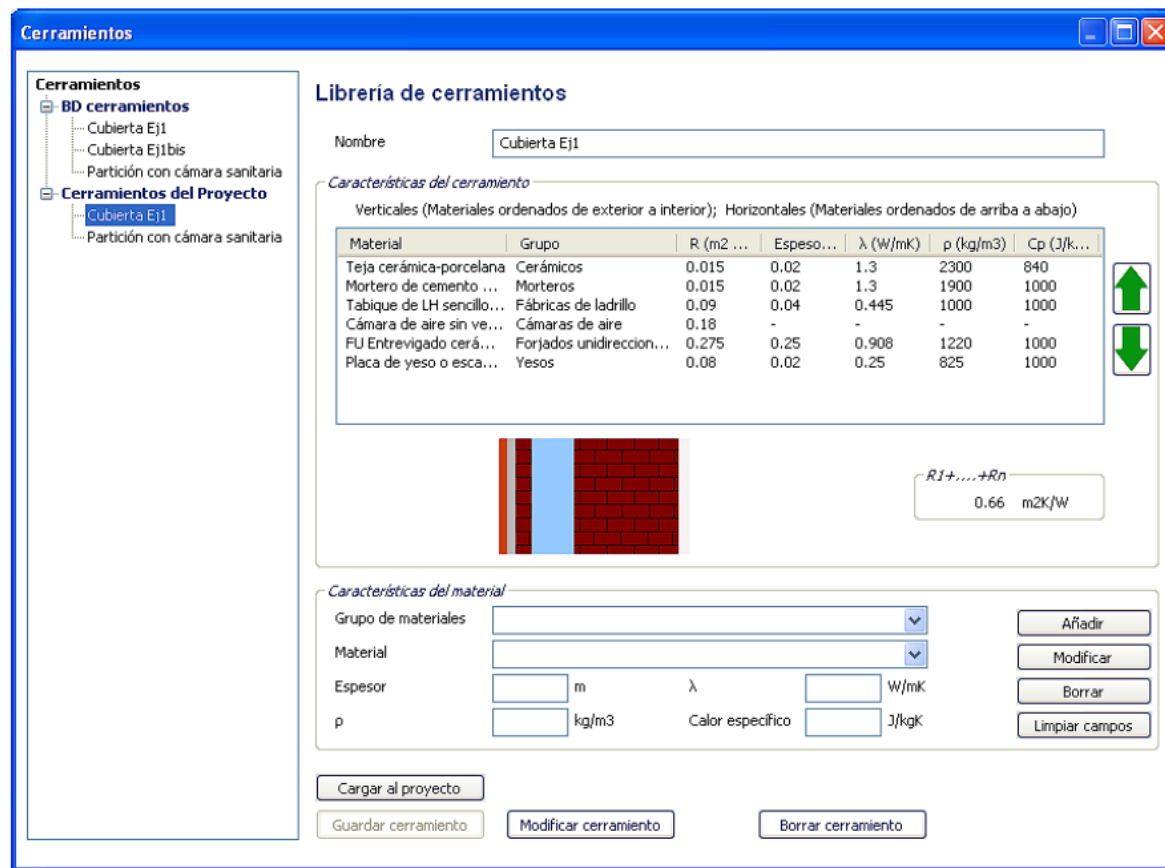 Cerramientos
Cerramientos
BD cerramientos
Cubierta Ej1
Cubierta Ej1bis
Partición con cámara sanitaria
Cerramientos del Proyecto
Cubierta Ej1
Partición con cámara sanitaria
Librería de cerramientos
Nombre Cubierta Ej1
Características del cerramiento
Verticales (Materiales ordenados de exterior a interior); Horizontales (Materiales ordenados de arriba a abajo)
Material Grupo R (m2 ... Espeso... λ (W/mK) ρ (kg/m3) Cp (J/k...
Teja cerámica-porcelana Cerámicos 0.015 0.02 1.3 2300 840
Mortero de cemento ... Morteros 0.015 0.02 1.3 1900 1000
Tabique de LH sencillo... Fábricas de ladrillo 0.09 0.04 0.445 1000 1000
Cámara de aire sin ve... Cámaras de aire 0.18 - - - -
FU Entrevigado cerá... Forjados unidireccion... 0.275 0.25 0.908 1220 1000
Placa de yeso o esca... Yesos 0.08 0.02 0.25 825 1000
R1+....+Rn
0.66 m2K/W
Características del material
Grupo de materiales
Añadir
Material
Modificar
Espesor m λ W/mK
Borrar
ρ kg/m3 Calor específico J/kgK
Limpiar campos
Cargar al proyecto
Guardar cerramiento Modificar cerramiento Borrar cerramiento